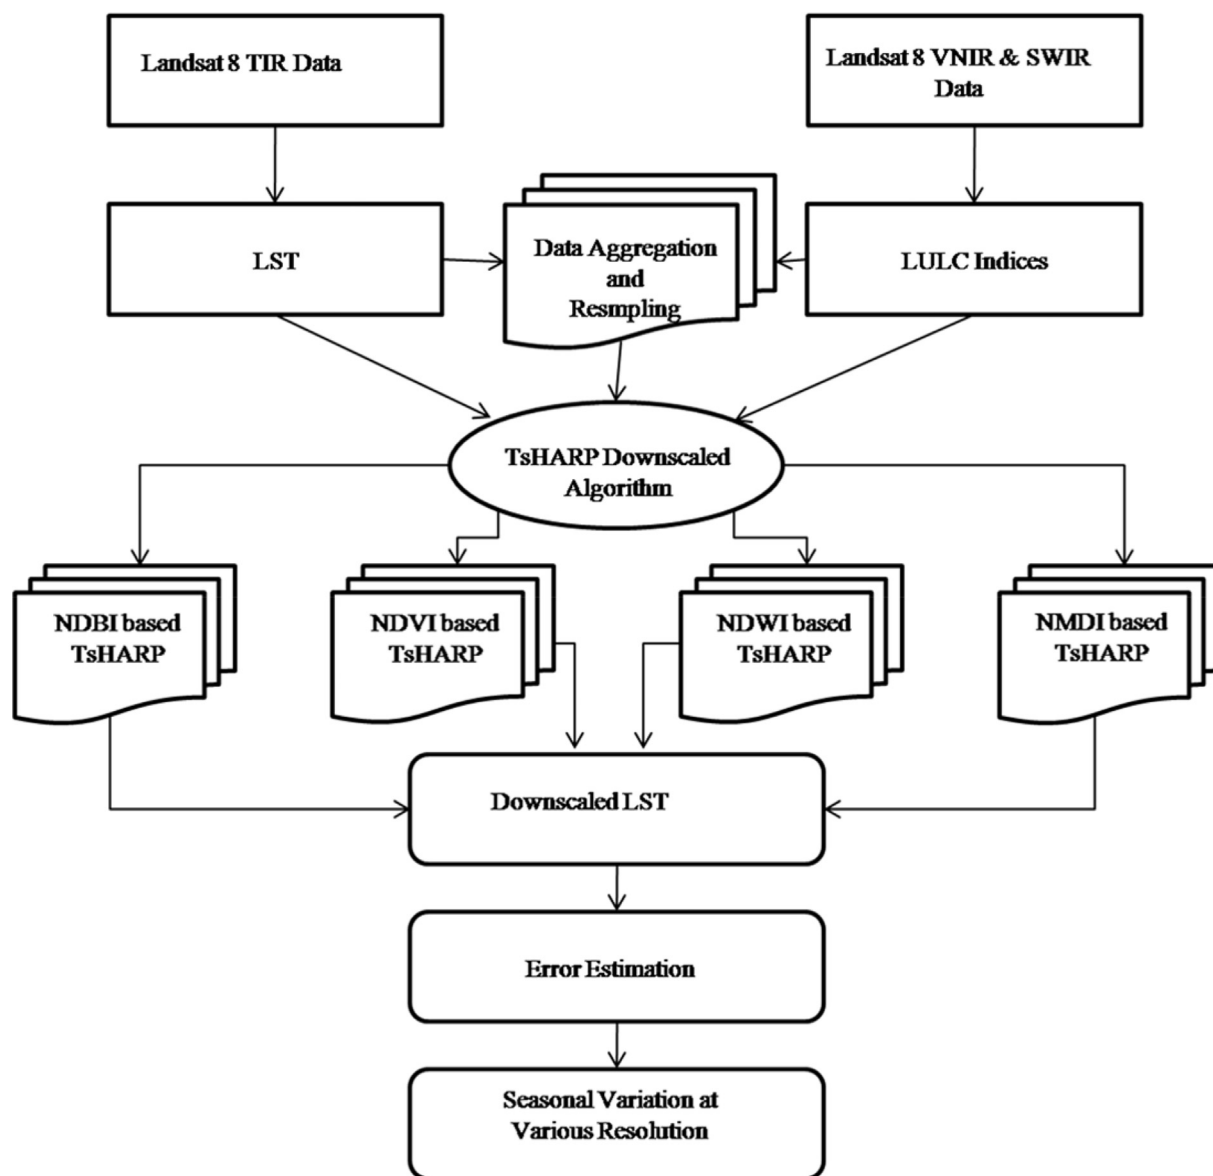 Landsat 8 TIR Data
Landsat 8 VNIR & SWIR
Data
LST
Data Aggregation
and
Resmpling
LULC Indices
TsHARP Downscaled
Algorithm
NDBI based
TsHARP
NDVI based
TsHARP
NDWI based
TsHARP
NMDI based
TsHARP
Downscaled LST
Error Estimation
Seasonal Variation at
Various Resolution